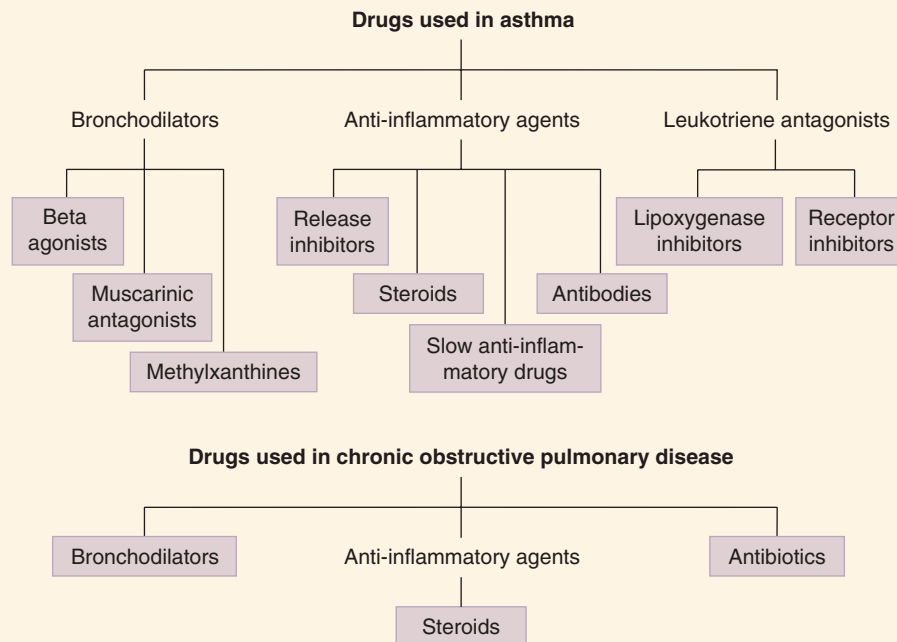 Drugs used in asthma
Bronchodilators
Anti-inflammatory agents
Leukotriene antagonists
Beta
agonists
Muscarinic
antagonists
Methylxanthines
Release
inhibitors
Steroids
Slow anti-inflam-
matory drugs
Antibodies
Lipoxygenase
inhibitors
Receptor
inhibitors
Drugs used in chronic obstructive pulmonary disease
Bronchodilators
Anti-inflammatory agents
Antibiotics
Steroids